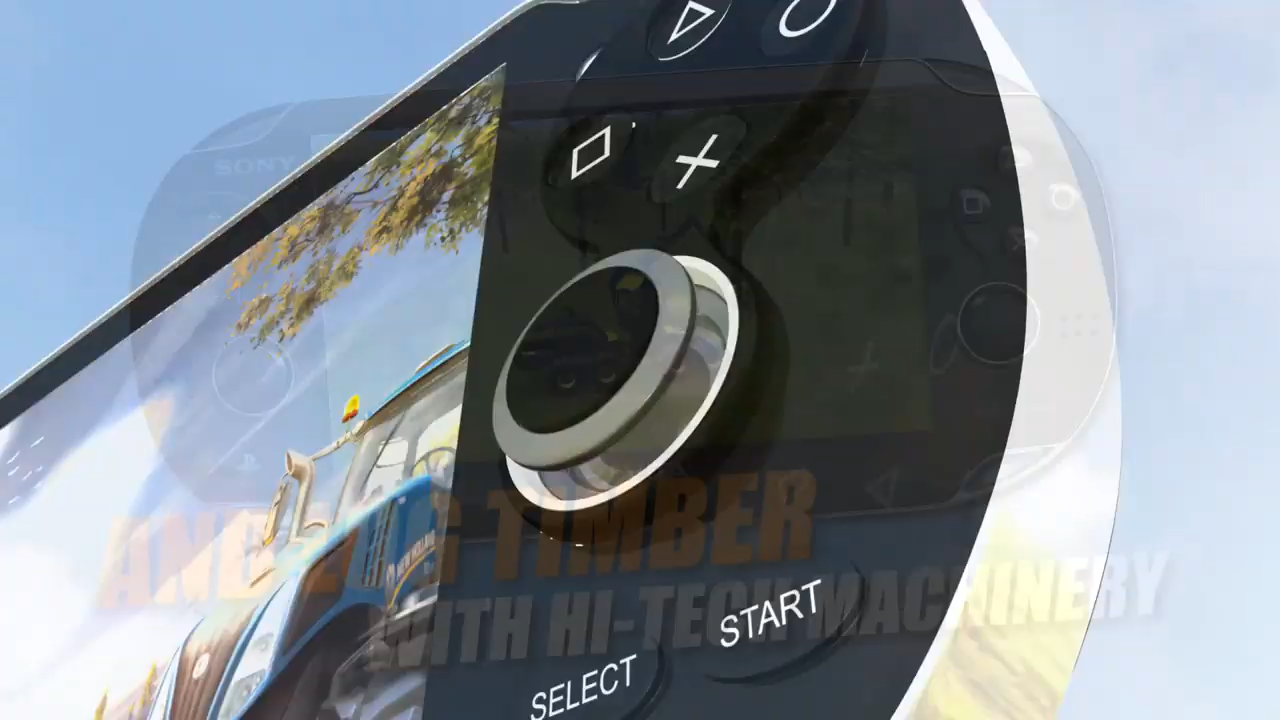 SONY
TIMBER
WITH HI-TECH MACHINERY
START
SELECT